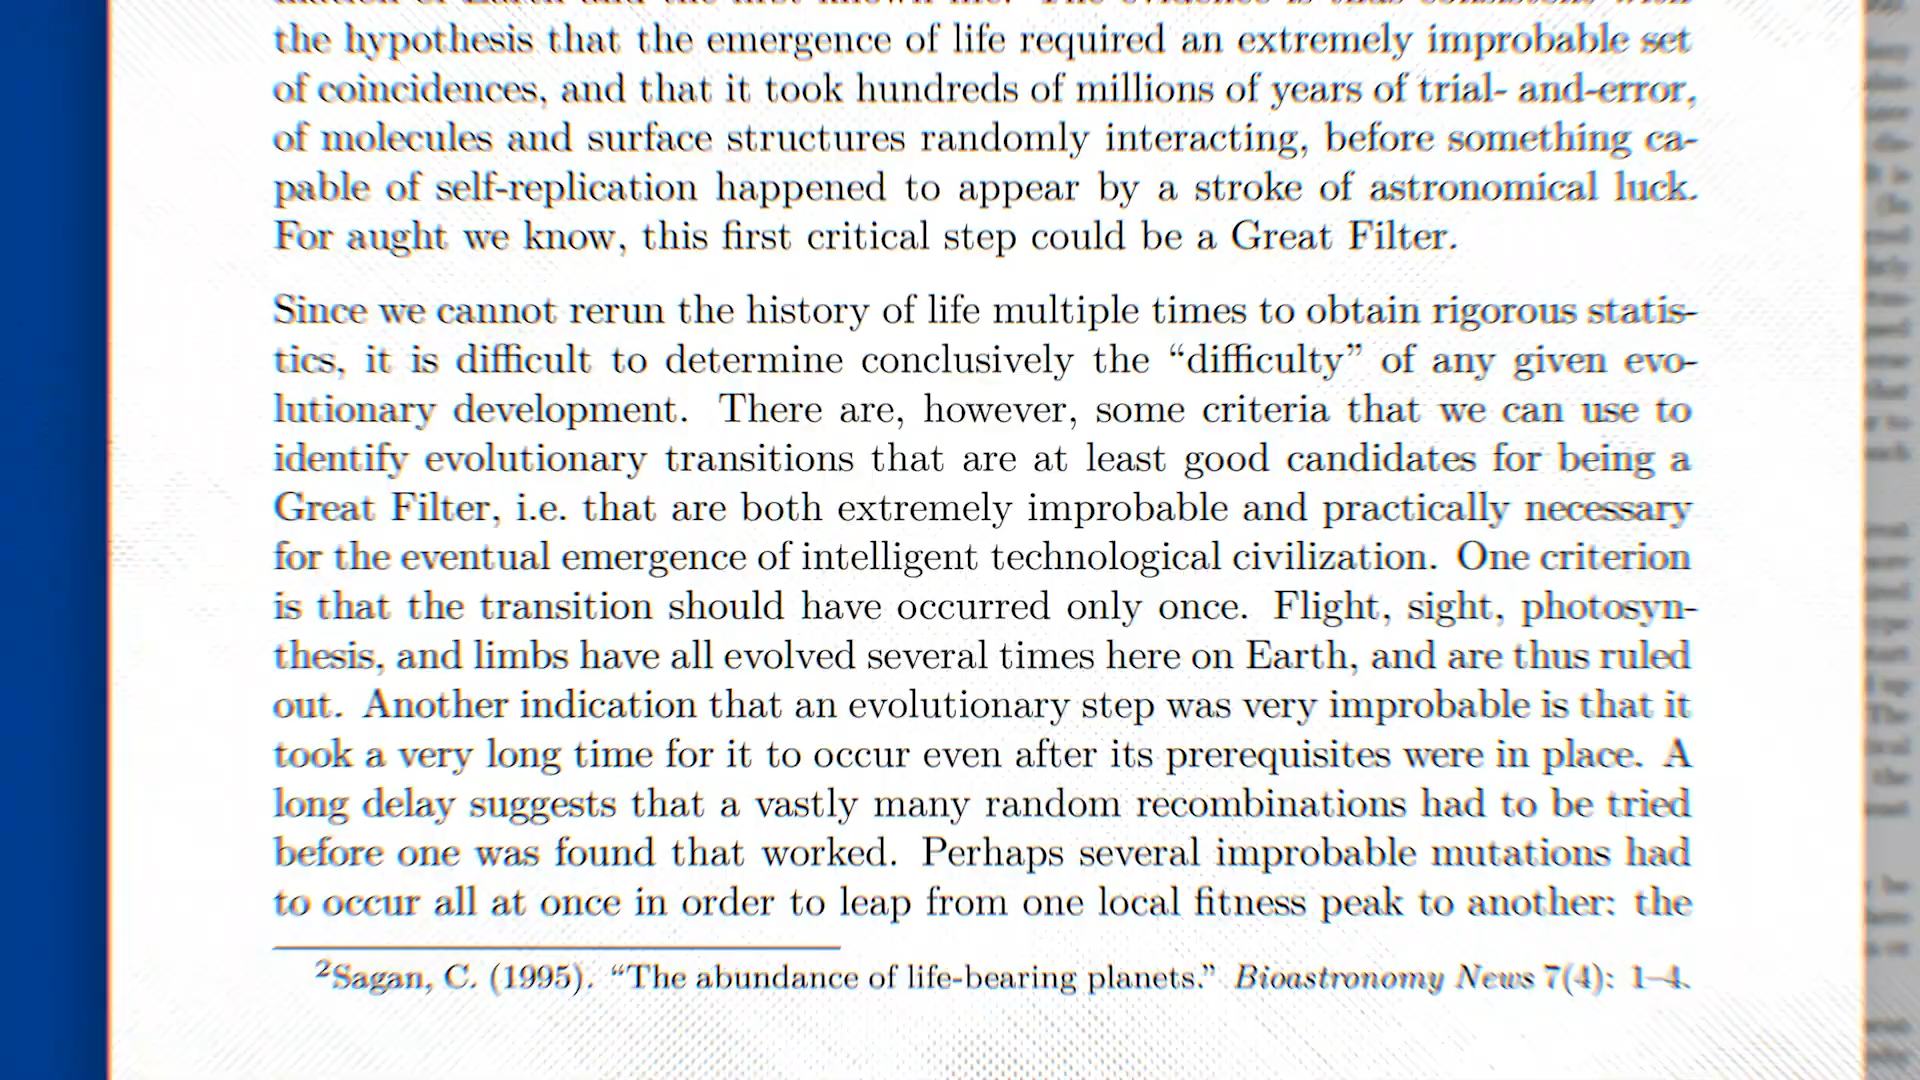 the hypothesis that the emergence of life required an extremely improbable set
of coincidences, and that it took hundreds of millions of years of trial- and-error,
of molecules and surface structures randomly interacting, before something ca-
pable of self-replication happened to appear by a stroke of astronomical luck.
For aught we know, this first critical step could be a Great Filter.
Since we cannot rerun the history of life multiple times to obtain rigorous statis-
tics, it is difficult to determine conclusively the “difficulty” of any given evo-
lutionary development. There are, however, some criteria that we can use to
identify evolutionary transitions that are at least good candidates for being a
Great Filter, i.e. that are both extremely improbable and practically necessary
for the eventual emergence of intelligent technological civilization. One criterion
is that the transition should have occurred only once. Flight, sight, photosyn-
thesis, and limbs have all evolved several times here on Earth, and are thus ruled
out. Another indication that an evolutionary step was very improbable is that it
took a very long time for it to occur even after its prerequisites were in place. A
long delay suggests that a vastly many random recombinations had to be tried
before one was found that worked. Perhaps several improbable mutations had
to occur all at once in order to leap from one local fitness peak to another: the
²Sagan, C. (1995). “The abundance of life-bearing planets.” Bioastronomy News 7(4): 1–4.